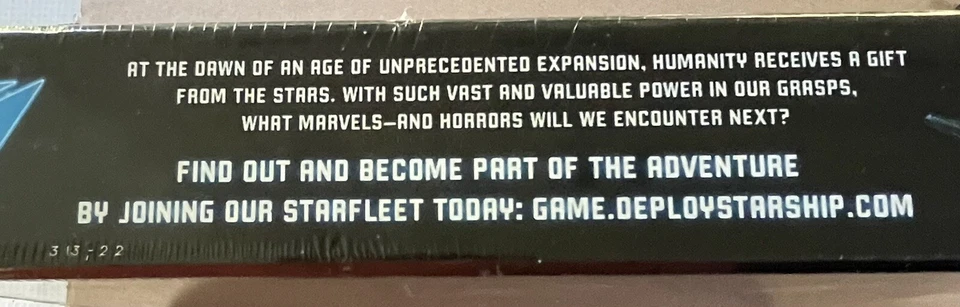 AT THE DAWN OF AN AGE OF UNPRECEDENTED EXPANSION, HUMANITY RECEIVES A GIFT
FROM THE STARS. WITH SUCH VAST AND VALUABLE POWER IN OUR GRASPS,
WHAT MARVELS—AND HORRORS WILL WE ENCOUNTER NEXT?
FIND OUT AND BECOME PART OF THE ADVENTURE
BY JOINING OUR STARFLEET TODAY: GAME.DEPLOYSTARSHIP.COM
313-22